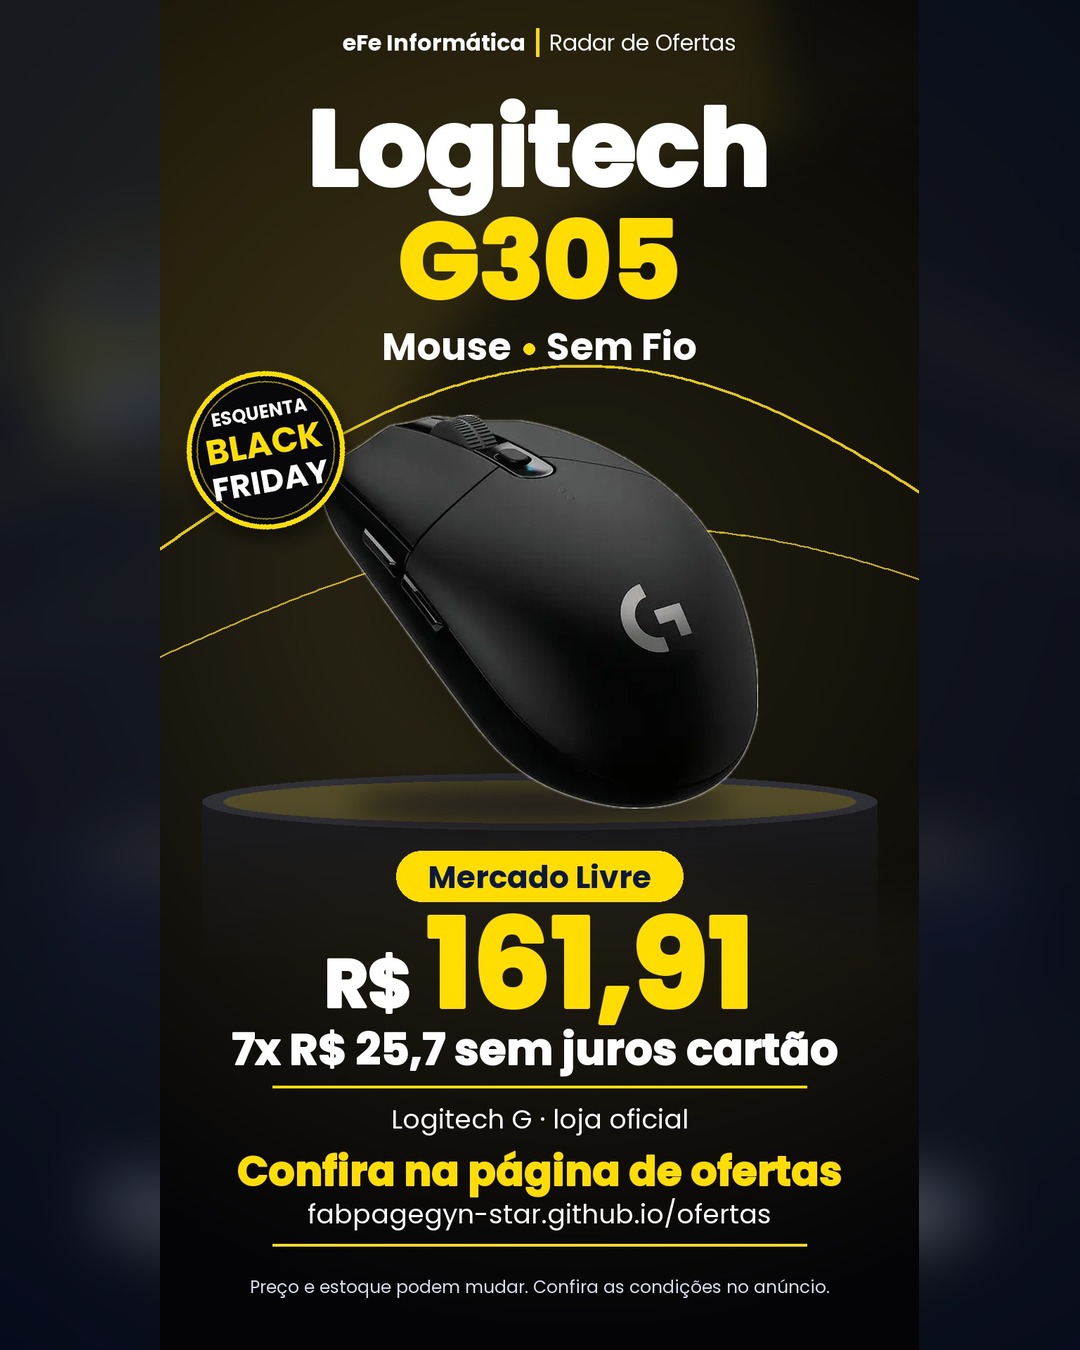 eFe Informática | Radar de Ofertas
Logitech
G305
Mouse • Sem Fio
ESQUENTA
BLACK
FRIDAY
Mercado Livre
R$ 161,91
7x R$ 25,7 sem juros cartão
Logitech G · loja oficial
Confira na página de ofertas
fabpagegyn-star.github.io/ofertas
Preço e estoque podem mudar. Confira as condições no anúncio.